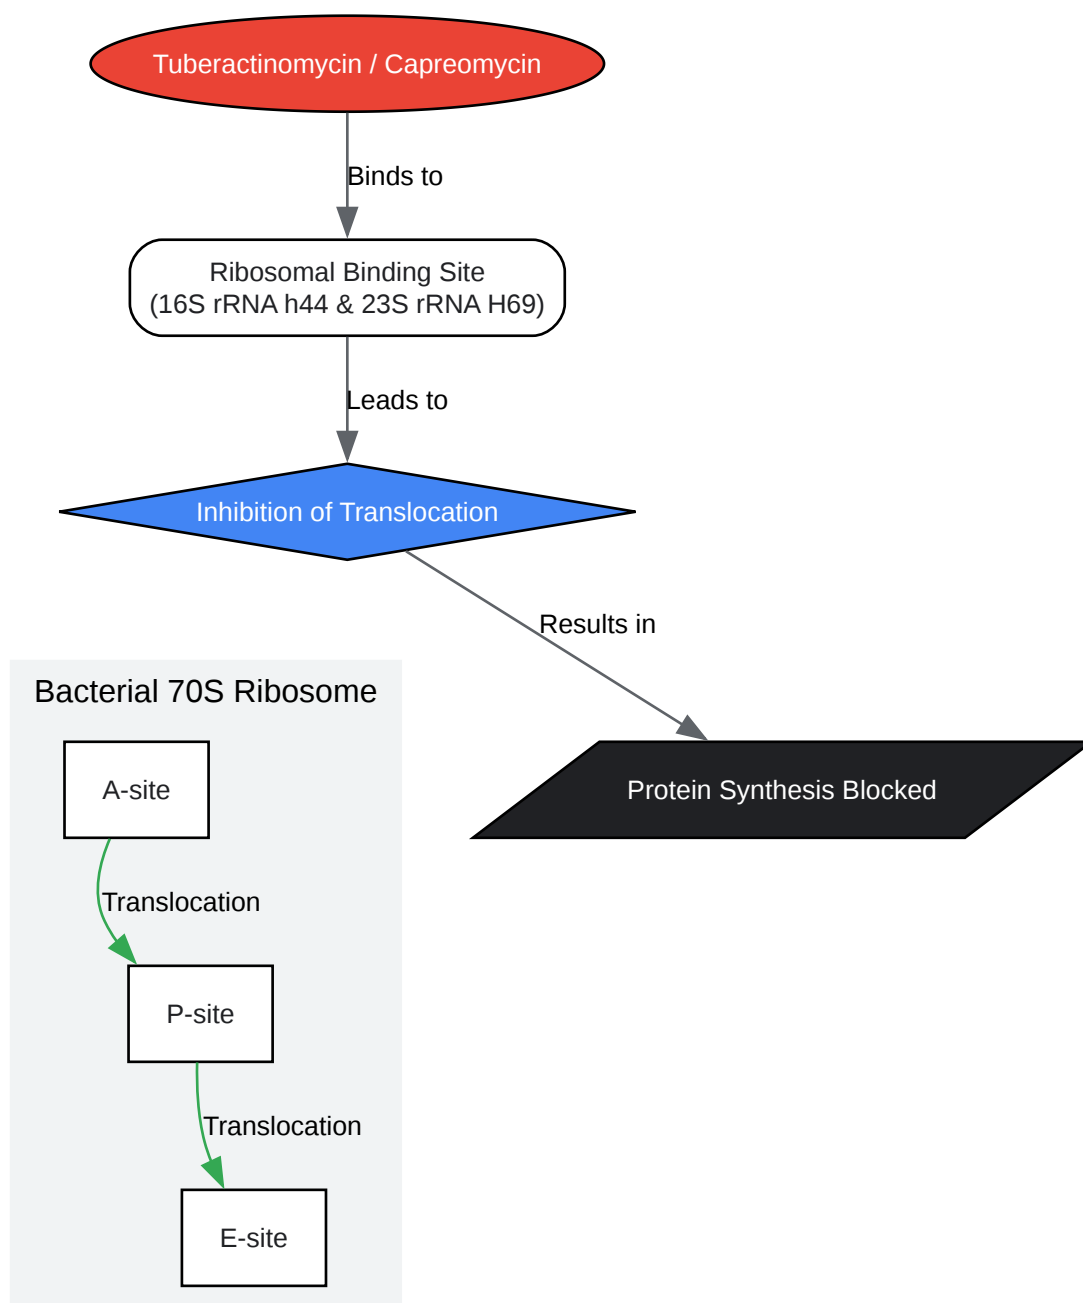 Tuberactinomycin / Capreomycin
Binds to
Ribosomal Binding Site
(16S rRNA h44 & 23S rRNA H69)
Leads to
Inhibition of Translocation
Results in
Bacterial 70S Ribosome
A-site
Protein Synthesis Blocked
Translocation
P-site
Translocation
E-site